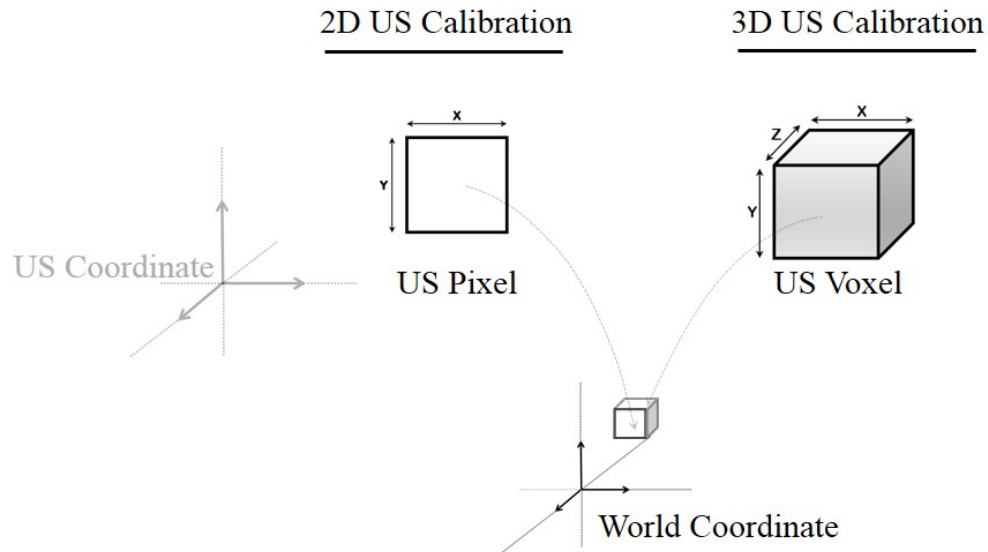 2D US Calibration
3D US Calibration
X
Y
US Pixel
X
Z
Y
US Voxel
US Coordinate
World Coordinate